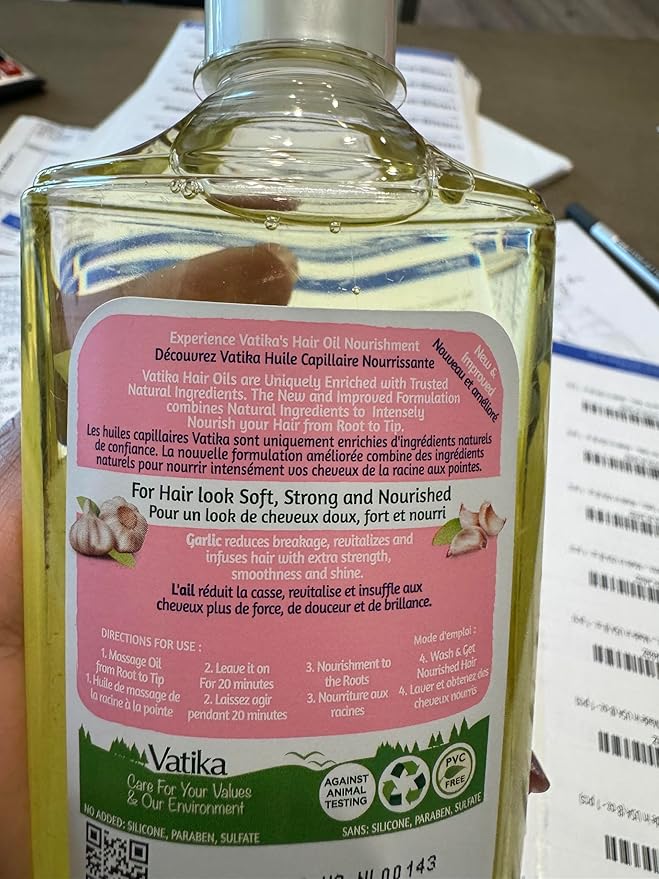 Experience Vatika's Hair Oil Nourishment
Découvrez Vatika Huile Capillaire Nourrissante
New &
Improved
Nouveau et amélioré
Vatika Hair Oils are Uniquely Enriched with Trusted
Natural Ingredients. The New and Improved Formulation
combines Natural Ingredients to Intensely
Nourish your Hair from Root to Tip.
Les huiles capillaires Vatika sont uniquement enrichies d'ingrédients naturels
de confiance. La nouvelle formulation améliorée combine des ingrédients
naturels pour nourrir intensément vos cheveux de la racine aux pointes.
For Hair look Soft, Strong and Nourished
Pour un look de cheveux doux, fort et nourri
Garlic reduces breakage, revitalizes and
infuses hair with extra strength,
smoothness and shine.
L'ail réduit la casse, revitalise et insuffle aux
cheveux plus de force, de douceur et de brillance.
DIRECTIONS FOR USE :
Mode d'emploi :
1. Massage Oil
from Root to Tip
1. Huile de massage de
la racine à la pointe
2. Leave it on
For 20 minutes
2. Laissez agir
pendant 20 minutes
3. Nourishment to
the Roots
3. Nourriture aux
racines
4. Wash & Get
Nourished Hair
4. Laver et obtenez des
cheveux nourris
Vatika
Care For Your Values
& Our Environment
AGAINST
ANIMAL
TESTING
PVC
FREE
NO ADDED: SILICONE, PARABEN, SULFATE
SANS: SILICONE, PARABEN, SULFATE